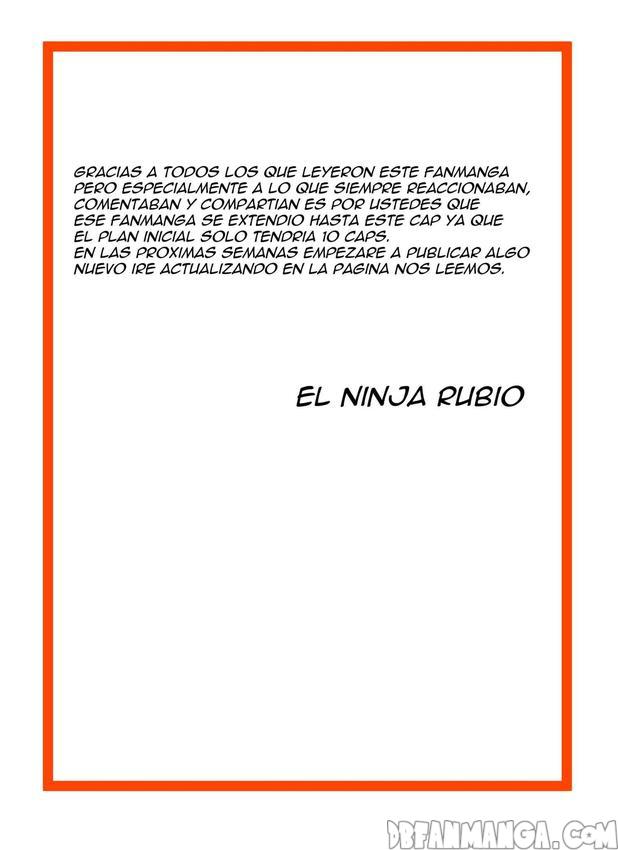 GRACIAS A TODOS LOS QUE LEYERON ESTE FANMANGA
PERO ESPECIALMENTE A LO QUE SIEMPRE REACCIONABAN,
COMENTABAN Y COMPARTIAN ES POR USTEDES QUE
ESE FANMANGA SE EXTENDIO HASTA ESTE CAP YA QUE
EL PLAN INICIAL SOLO TENDRIA 10 CAPS.
EN LAS PROXIMAS SEMANAS EMPEZARE A PUBLICAR ALGO
NUEVO IRE ACTUALIZANDO EN LA PAGINA NOS LEEMOS.
EL NINJA RUBIO
DBFANMANGA.COM